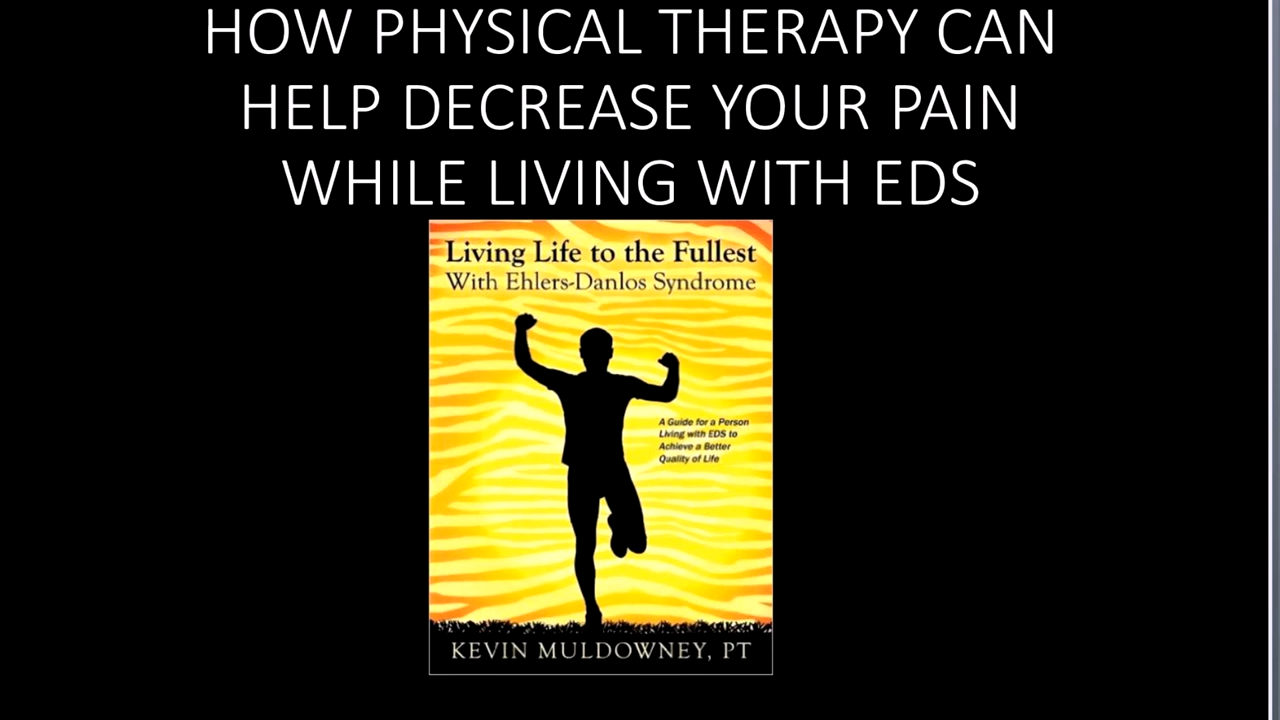 HOW PHYSICAL THERAPY CAN
HELP DECREASE YOUR PAIN
WHILE LIVING WITH EDS
Living Life to the Fullest
With Ehlers-Danlos Syndrome
A Guide for a Person
Living with EDS to
Achieve a Better
Quality of Life
KEVIN MULDOWNEY, PT